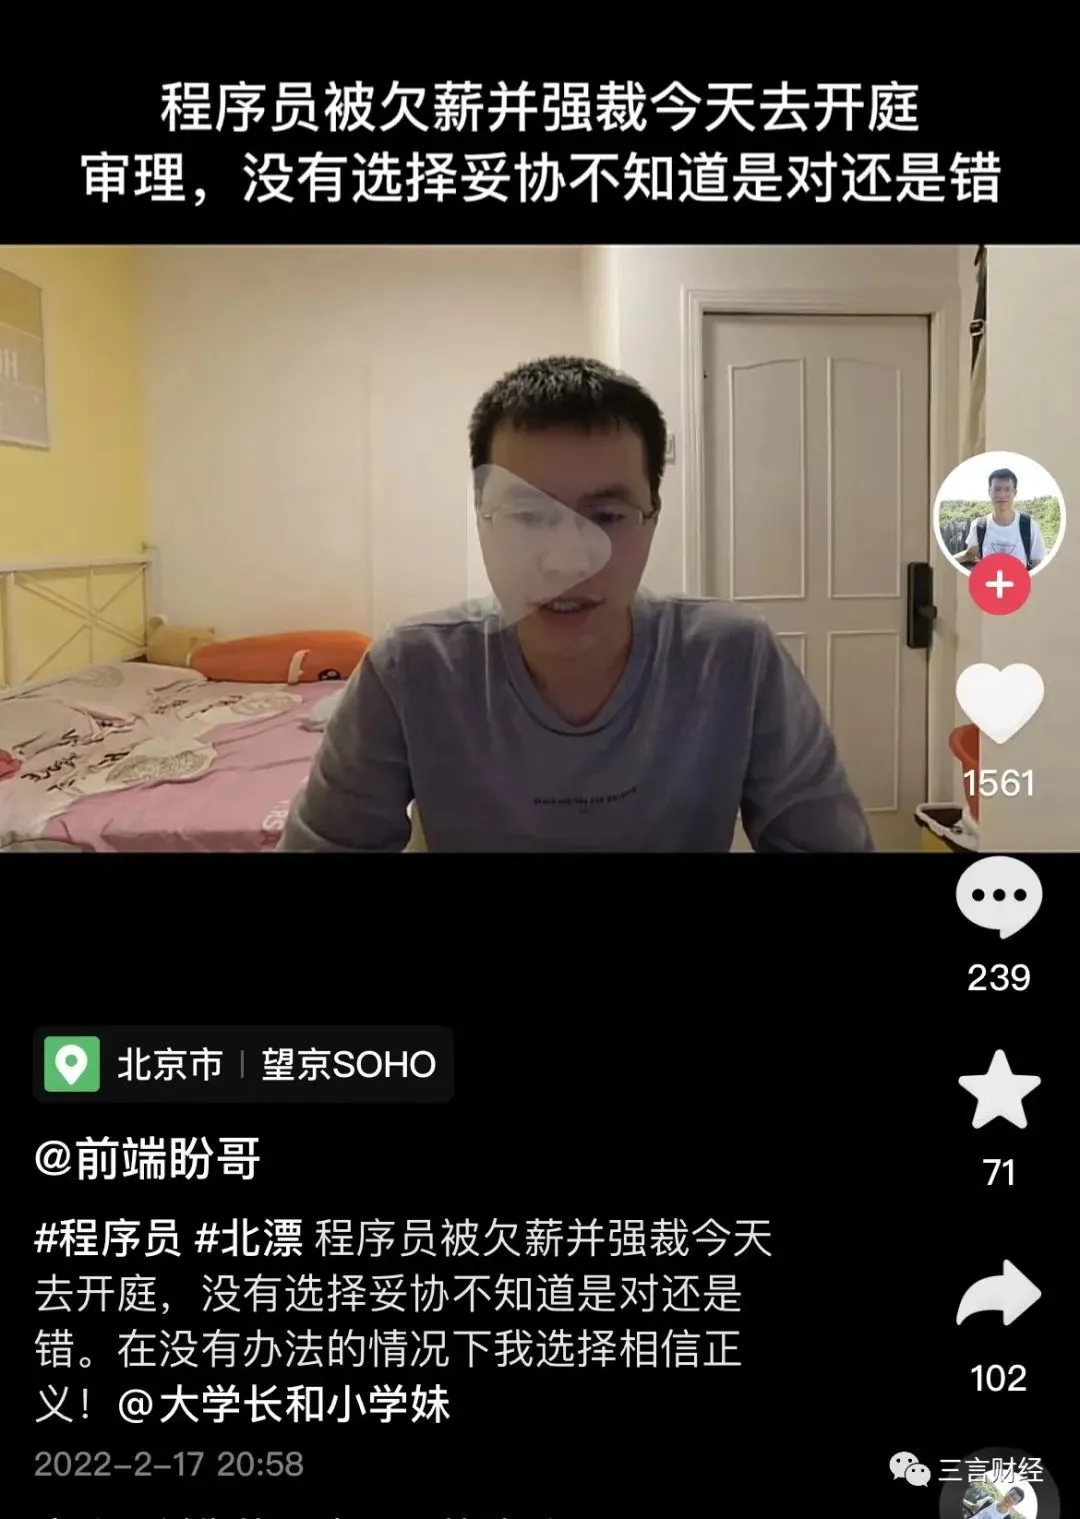 程序员被欠薪并强裁今天去开庭
审理，没有选择妥协不知道是对还是错
1561
239
北京市 | 望京SOHO
71
@前端盼哥
#程序员 #北漂 程序员被欠薪并强裁今天
去开庭，没有选择妥协不知道是对还是
错。在没有办法的情况下我选择相信正
义！@大学长和小学妹
102
2022-2-17 20:58
三言财经